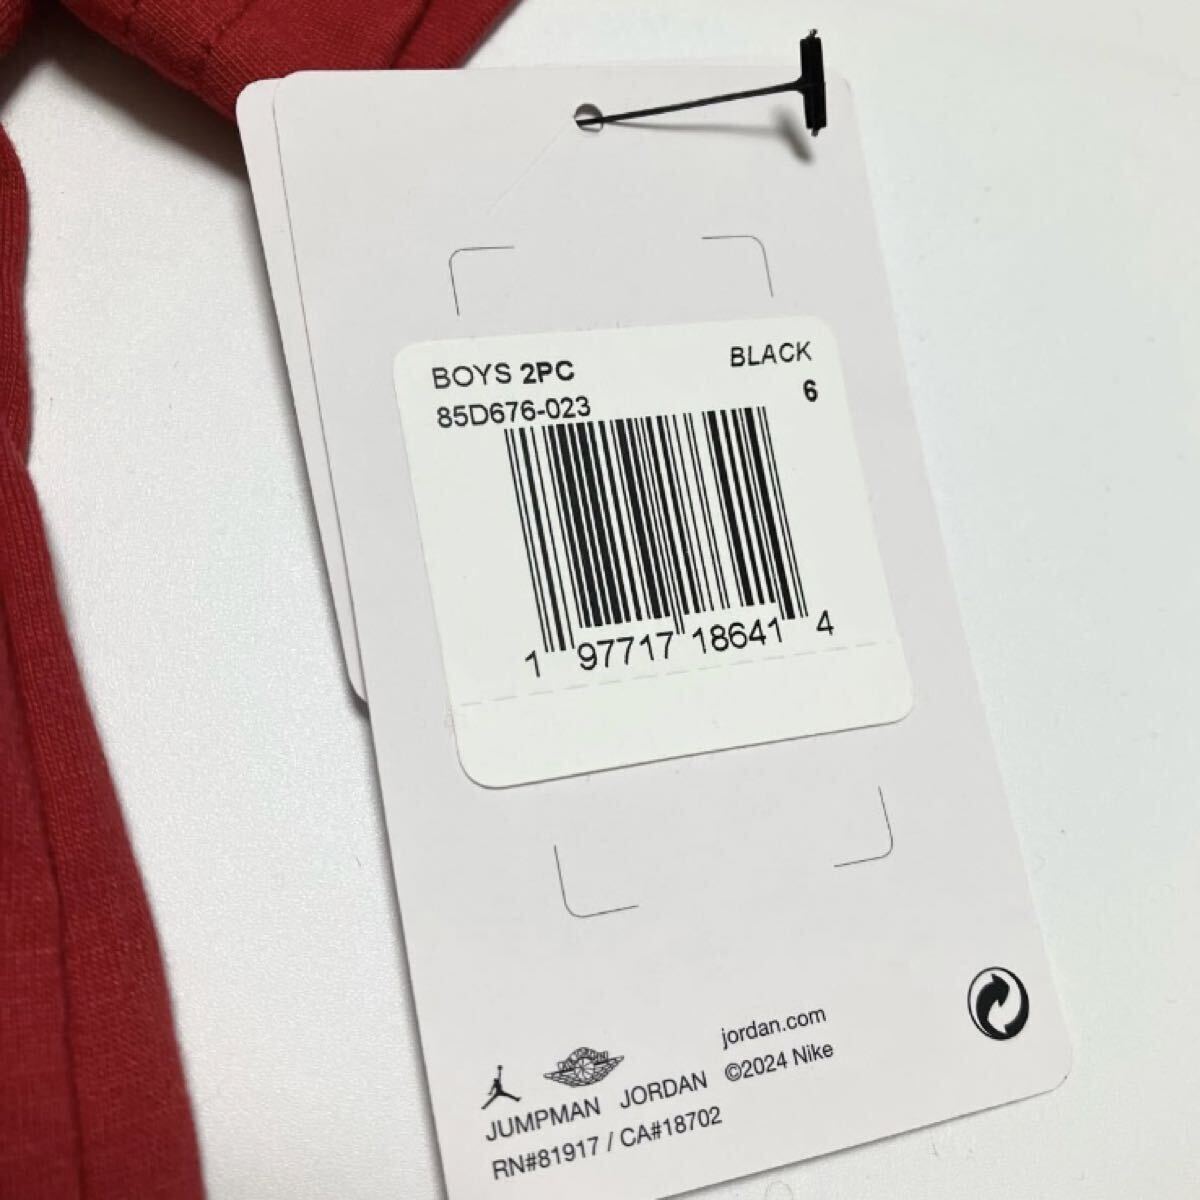 BOYS 2PC BLACK
85D676-023 6
1 97717 18641 4
jordan.com
JUMPMAN JORDAN ©2024 Nike
RN#81917 / CA#18702